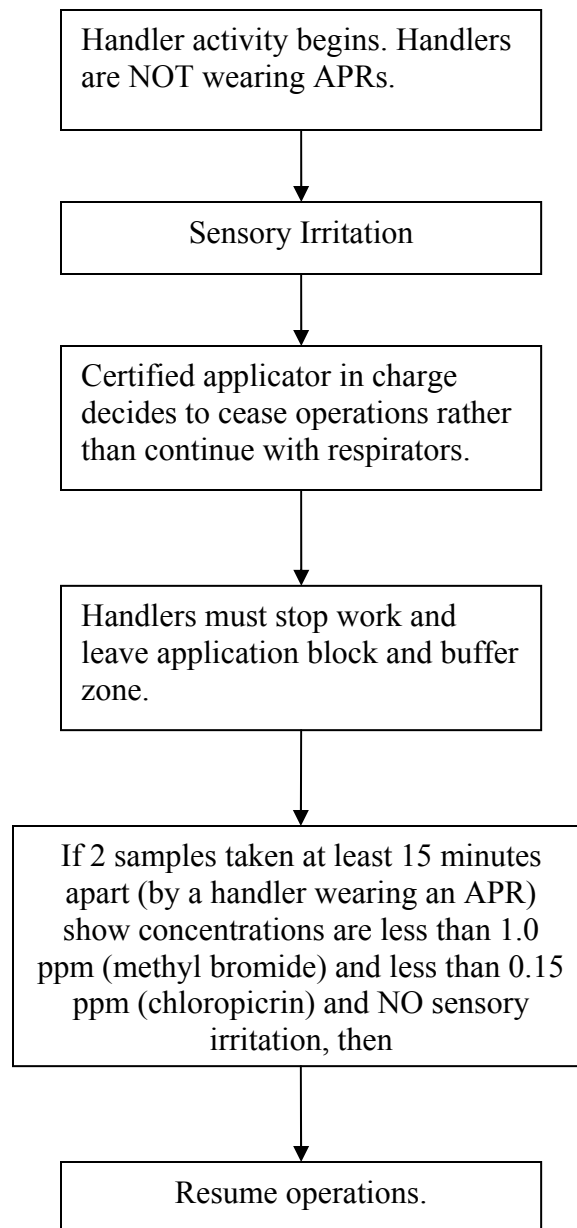 Handler activity begins. Handlers
are NOT wearing APRs.
Sensory Irritation
Certified applicator in charge
decides to cease operations rather
than continue with respirators.
Handlers must stop work and
leave application block and buffer
zone.
If 2 samples taken at least 15 minutes
apart (by a handler wearing an APR)
show concentrations are less than 1.0
ppm (methyl bromide) and less than 0.15
ppm (chloropicrin) and NO sensory
irritation, then
Resume operations.